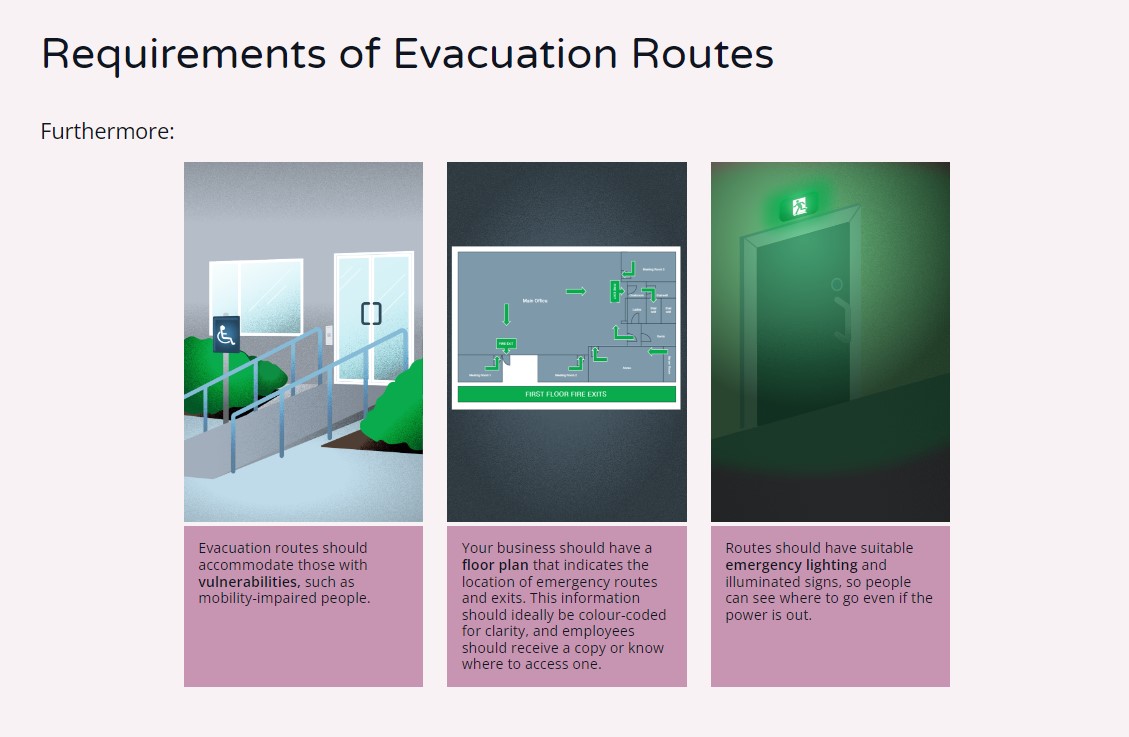 Requirements of Evacuation Routes
Furthermore:
Main Office
FIRE EXIT
FIRST FLOOR FIRE EXITS
Evacuation routes should
accommodate those with
vulnerabilities, such as
mobility-impaired people.
Your business should have a
floor plan that indicates the
location of emergency routes
and exits. This information
should ideally be colour-coded
for clarity, and employees
should receive a copy or know
where to access one.
Routes should have suitable
emergency lighting and
illuminated signs, so people
can see where to go even if the
power is out.